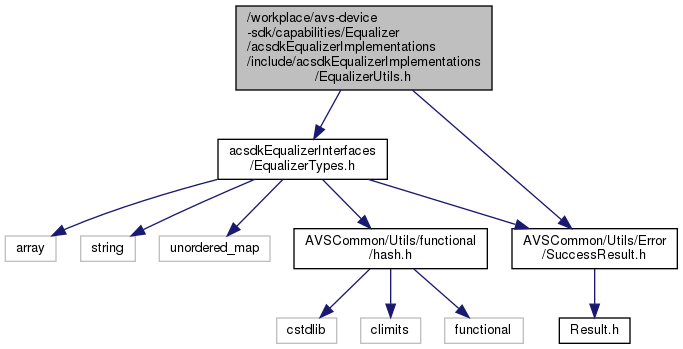 /workplace/avs-device
-sdk/capabilities/Equalizer
/acsdkEqualizerImplementations
/include/acsdkEqualizerImplementations
/EqualizerUtils.h
acsdkEqualizerInterfaces
/EqualizerTypes.h
array
string
unordered_map
AVSCommon/Utils/functional
/hash.h
AVSCommon/Utils/Error
/SuccessResult.h
cstdlib
climits
functional
Result.h